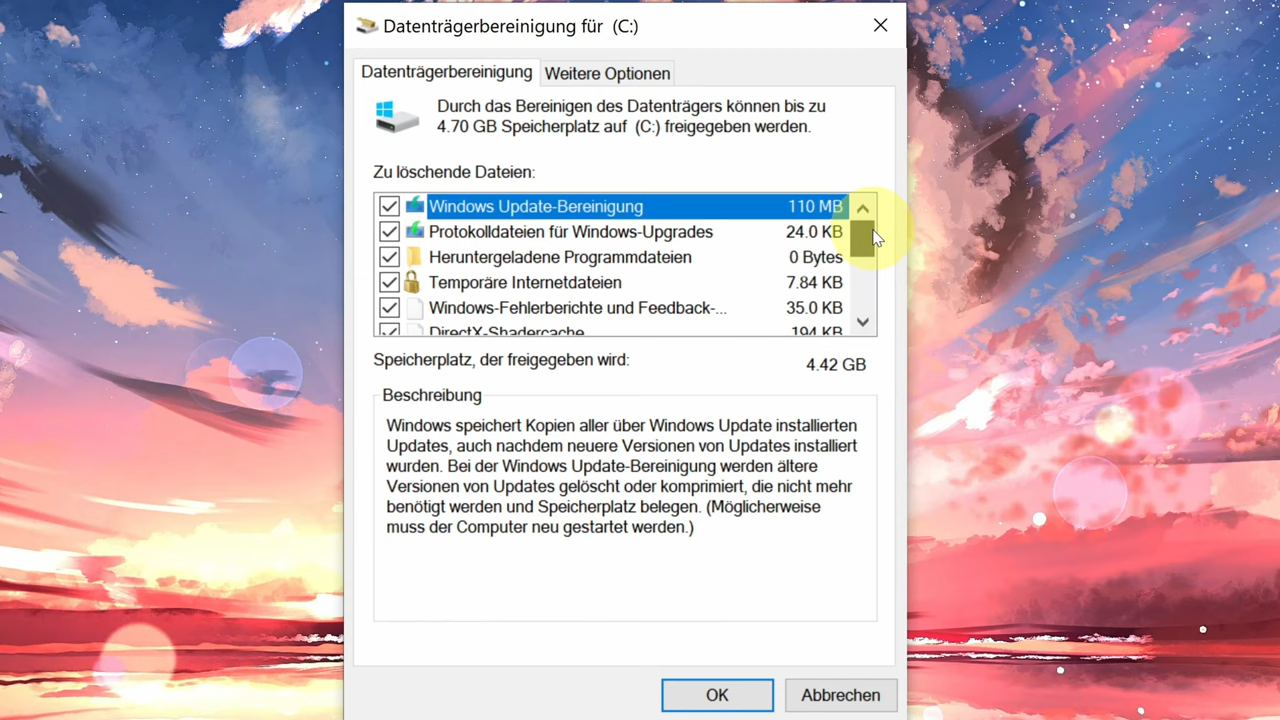 Datenträgerbereinigung für  (C:)
Datenträgerbereinigung
Weitere Optionen
Durch das Bereinigen des Datenträgers können bis zu
4.70 GB Speicherplatz auf  (C:) freigegeben werden.
Zu löschende Dateien:
Windows Update-Bereinigung 110 MB
Protokolldateien für Windows-Upgrades 24.0 KB
Heruntergeladene Programmdateien 0 Bytes
Temporäre Internetdateien 7.84 KB
Windows-Fehlerberichte und Feedback-... 35.0 KB
DirectX-Shadercache 194 KB
Speicherplatz, der freigegeben wird: 4.42 GB
Beschreibung
Windows speichert Kopien aller über Windows Update installierten
Updates, auch nachdem neuere Versionen von Updates installiert
wurden. Bei der Windows Update-Bereinigung werden ältere
Versionen von Updates gelöscht oder komprimiert, die nicht mehr
benötigt werden und Speicherplatz belegen. (Möglicherweise
muss der Computer neu gestartet werden.)
OK
Abbrechen